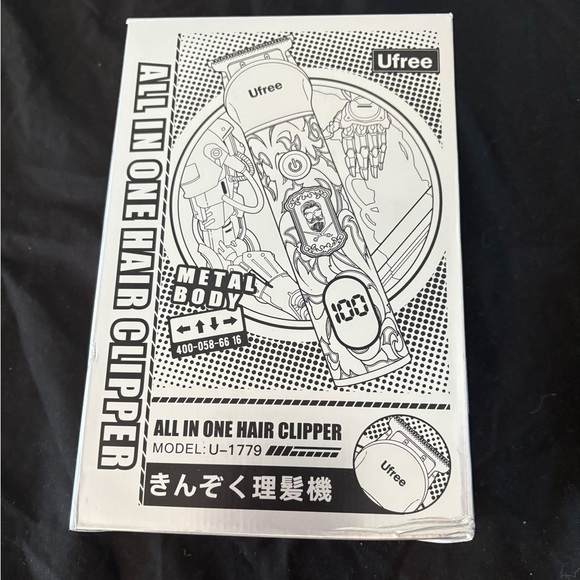 ALL IN ONE HAIR CLIPPER
Ufree
Ufree
METAL
BODY
100
400-058-66 16
ALL IN ONE HAIR CLIPPER
MODEL: U-1779
きんぞく理髪機
Ufree